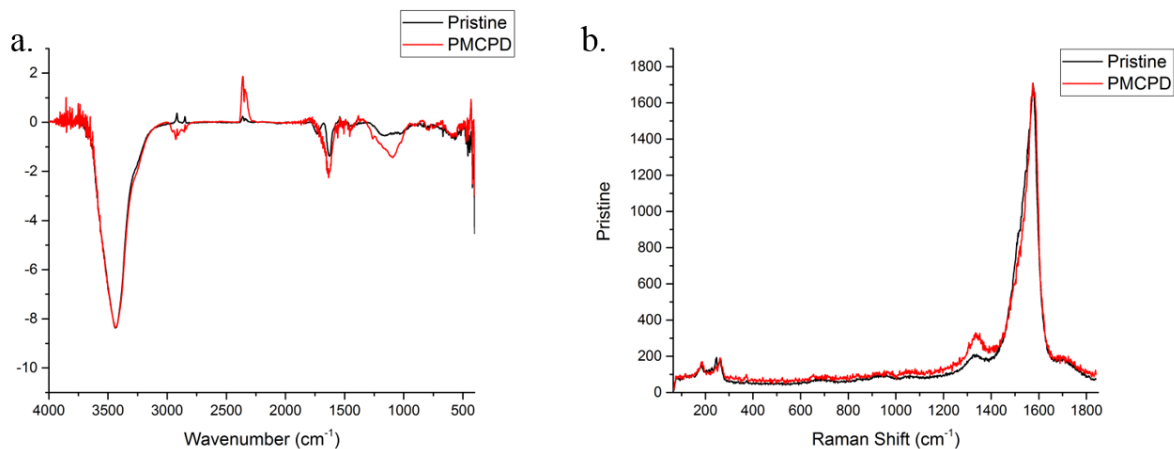 a.
Pristine
PMCPD
2
0
-2
-4
-6
-8
-10
4000 3500 3000 2500 2000 1500 1000 500
Wavenumber (cm⁻¹)
b.
Pristine
PMCPD
1800
1600
1400
1200
1000
800
600
400
200
0
Pristine
200 400 600 800 1000 1200 1400 1600 1800
Raman Shift (cm⁻¹)